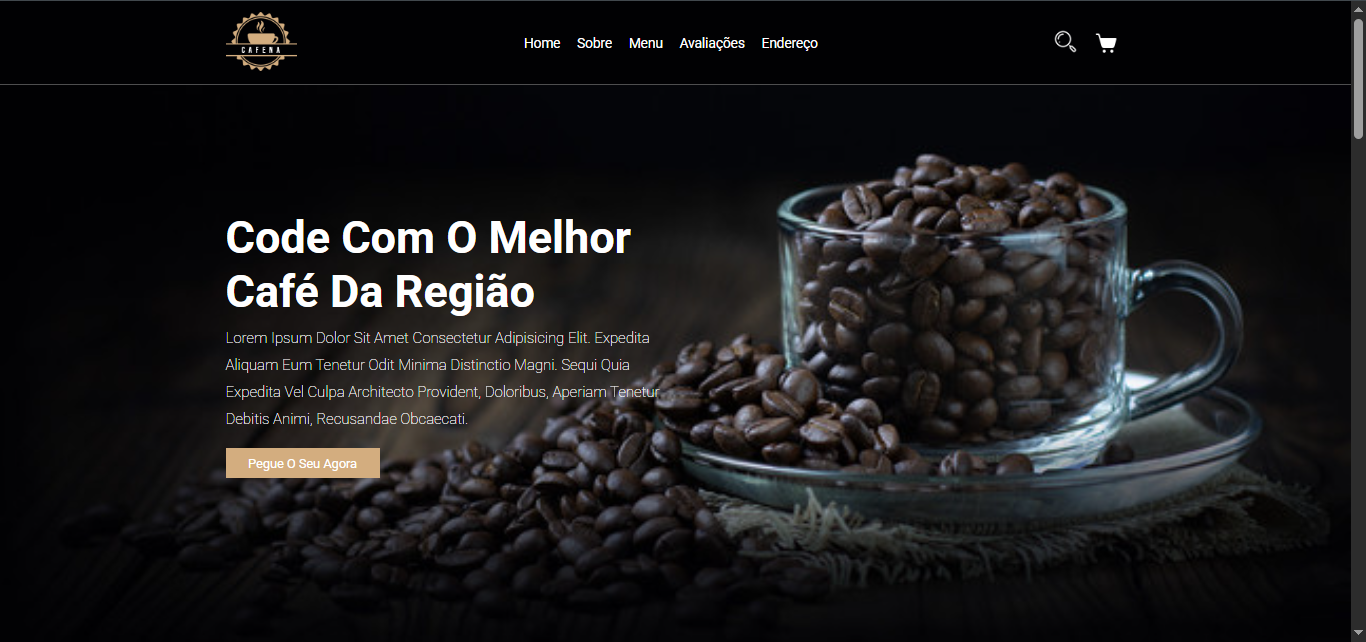 CAFENA
Home Sobre Menu Avaliações Endereço
Code Com O Melhor
Café Da Região
Lorem Ipsum Dolor Sit Amet Consectetur Adipisicing Elit. Expedita
Aliquam Eum Tenetur Odit Minima Distinctio Magni. Sequi Quia
Expedita Vel Culpa Architecto Provident, Doloribus, Aperiam Tenetur
Debitis Animi, Recusandae Obcaecati.
Pegue O Seu Agora